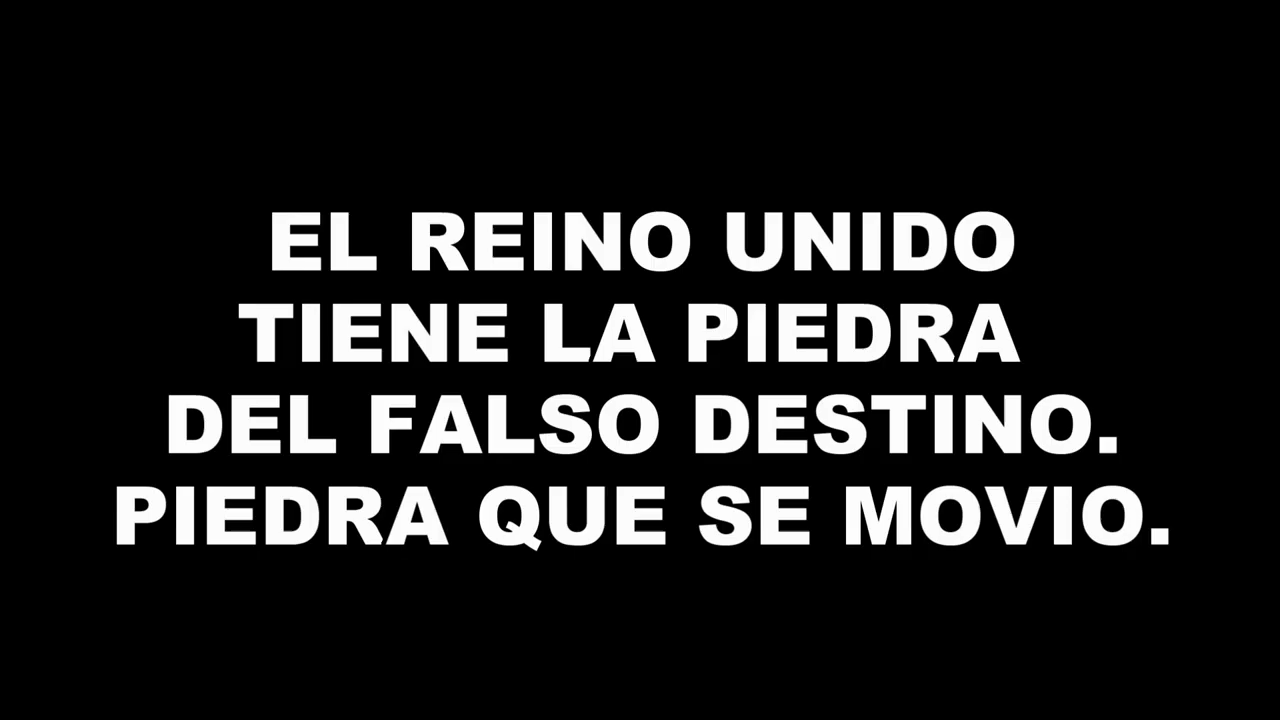 EL REINO UNIDO
TIENE LA PIEDRA
DEL FALSO DESTINO.
PIEDRA QUE SE MOVIO.